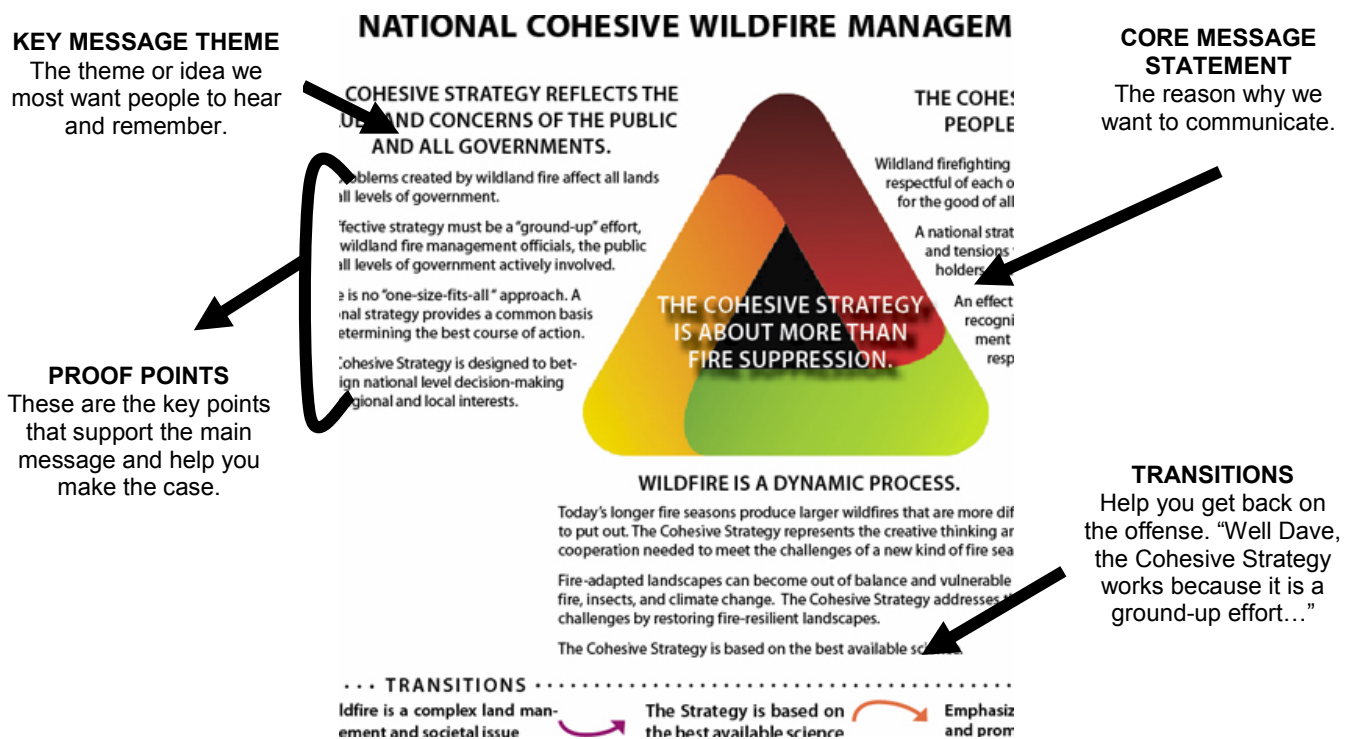 NATIONAL COHESIVE WILDFIRE MANAGEM
KEY MESSAGE THEME
The theme or idea we
most want people to hear
and remember.
COHESIVE STRATEGY REFLECTS THE
AND CONCERNS OF THE PUBLIC
AND ALL GOVERNMENTS.
oblems created by wildland fire affect all lands
all levels of government.
ffective strategy must be a "ground-up" effort,
wildland fire management officials, the public
all levels of government actively involved.
e is no "one-size-fits-all" approach. A
onal strategy provides a common basis
etermining the best course of action.
Cohesive Strategy is designed to bet-
ign national level decision-making
gional and local interests.
PROOF POINTS
These are the key points
that support the main
message and help you
make the case.
THE COHESIVE STRATEGY
IS ABOUT MORE THAN
FIRE SUPPRESSION.
THE COHES
PEOPLE
Wildland firefighting
respectful of each o
for the good of all
A national strat
and tensions
holders
An effect
recogni
ment
resp
CORE MESSAGE
STATEMENT
The reason why we
want to communicate.
WILDFIRE IS A DYNAMIC PROCESS.
Today's longer fire seasons produce larger wildfires that are more dif
to put out. The Cohesive Strategy represents the creative thinking an
cooperation needed to meet the challenges of a new kind of fire sea
Fire-adapted landscapes can become out of balance and vulnerable
fire, insects, and climate change. The Cohesive Strategy addresses
challenges by restoring fire-resilient landscapes.
The Cohesive Strategy is based on the best available
TRANSITIONS
Help you get back on
the offense. “Well Dave,
the Cohesive Strategy
works because it is a
ground-up effort…”
TRANSITIONS
ldfire is a complex land man-
ement and societal issue
The Strategy is based on
the best available science
Emphasiz
and prom